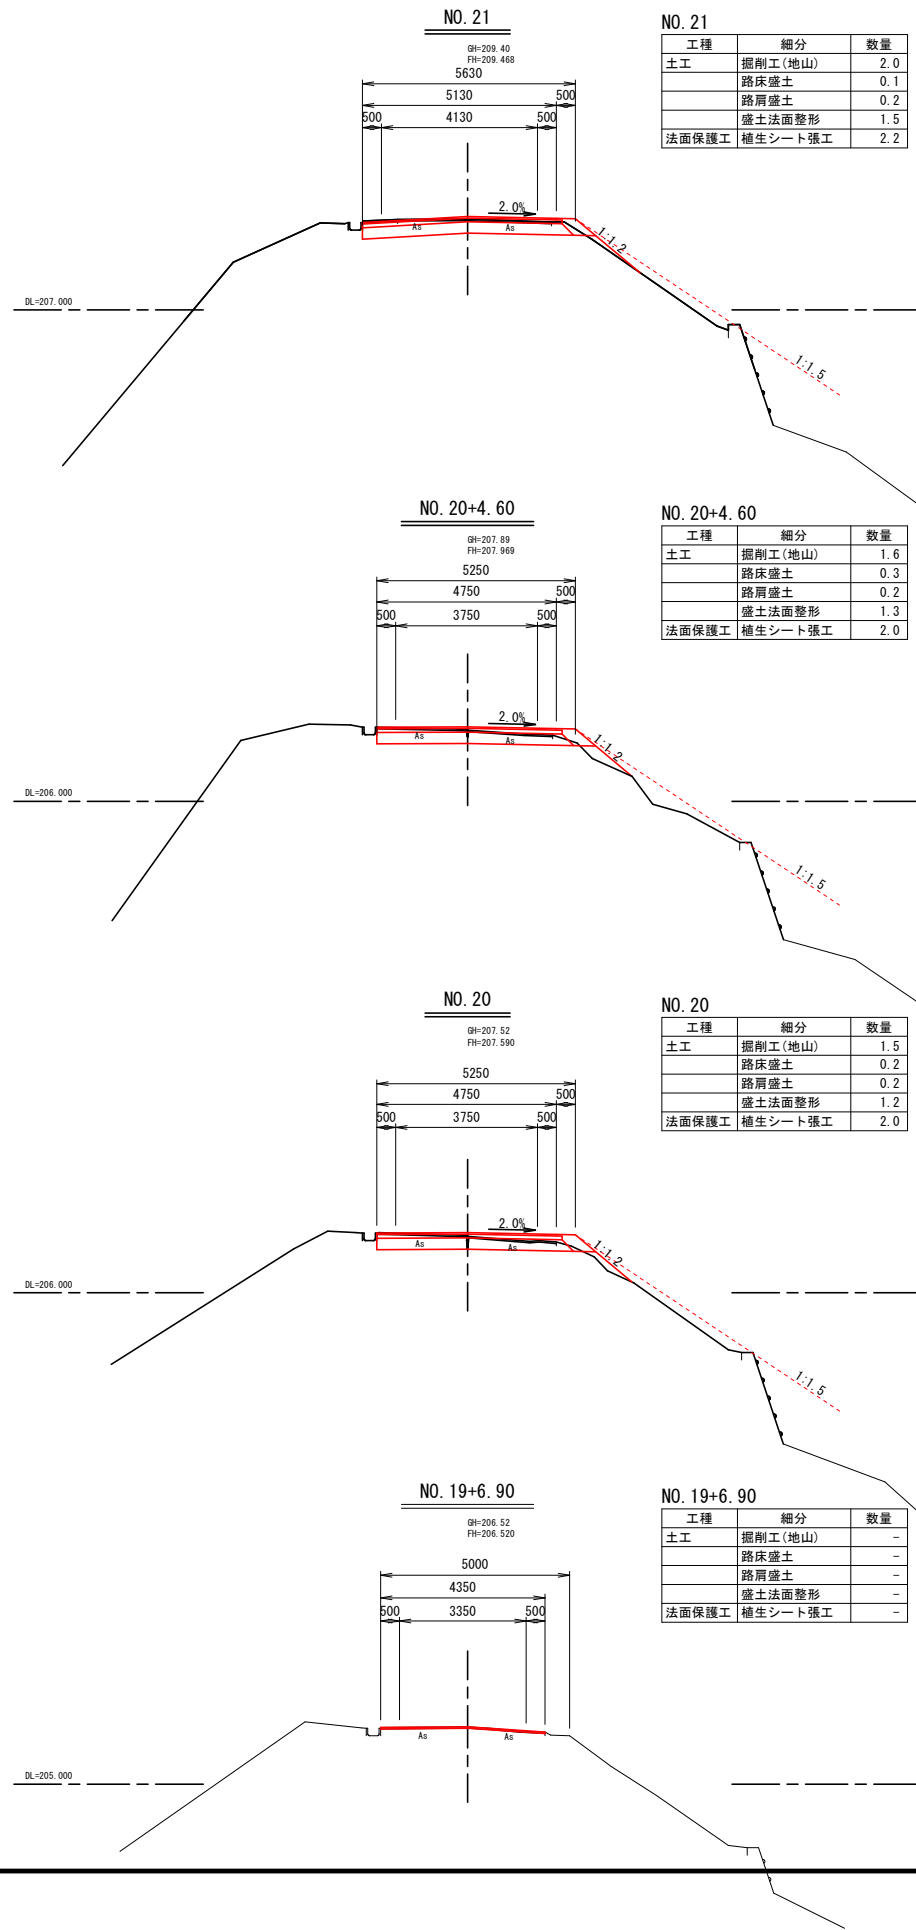 NO. 21
GH=209.40
FH=209.468
5630
5130
500
500
4130
500
2.0%
As
As
1:1.2
1:1.5
DL=207.000
NO. 21
工種 細分 数量
土工 掘削工(地山) 2.0
路床盛土 0.1
路肩盛土 0.2
盛土法面整形 1.5
法面保護工 植生シート張工 2.2
NO. 20+4.60
GH=207.89
FH=207.969
5250
4750
500
500
3750
500
2.0%
As
As
1:1.2
1:1.5
DL=206.000
NO. 20+4.60
工種 細分 数量
土工 掘削工(地山) 1.6
路床盛土 0.3
路肩盛土 0.2
盛土法面整形 1.3
法面保護工 植生シート張工 2.0
NO. 20
GH=207.52
FH=207.590
5250
4750
500
500
3750
500
2.0%
As
As
1:1.2
1:1.5
DL=206.000
NO. 20
工種 細分 数量
土工 掘削工(地山) 1.5
路床盛土 0.2
路肩盛土 0.2
盛土法面整形 1.2
法面保護工 植生シート張工 2.0
NO. 19+6.90
GH=206.52
FH=206.520
5000
4350
500
3350
500
As
As
DL=205.000
NO. 19+6.90
工種 細分 数量
土工 掘削工(地山) -
路床盛土 -
路肩盛土 -
盛土法面整形 -
法面保護工 植生シート張工 -